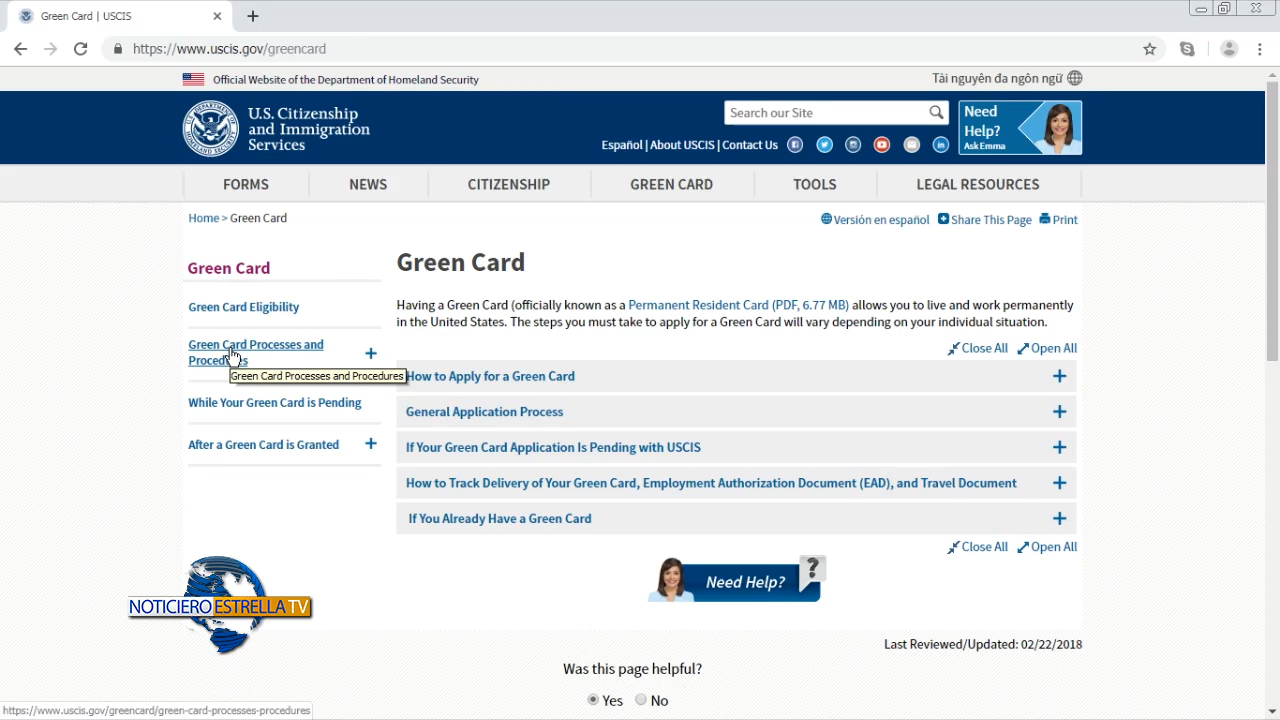 Green Card | USCIS
https://www.uscis.gov/greencard
Official Website of the Department of Homeland Security
Tài nguyên đa ngôn ngữ
U.S. Citizenship
and Immigration
Services
Search our Site
Need
Help?
Ask Emma
Español | About USCIS | Contact Us
FORMS
NEWS
CITIZENSHIP
GREEN CARD
TOOLS
LEGAL RESOURCES
Home > Green Card
Versión en español
Share This Page
Print
Green Card
Green Card Eligibility
Green Card Processes and
Procedures
Green Card Processes and Procedures
While Your Green Card is Pending
After a Green Card is Granted
Green Card
Having a Green Card (officially known as a Permanent Resident Card (PDF, 6.77 MB) allows you to live and work permanently
in the United States. The steps you must take to apply for a Green Card will vary depending on your individual situation.
Close All Open All
How to Apply for a Green Card
General Application Process
If Your Green Card Application Is Pending with USCIS
How to Track Delivery of Your Green Card, Employment Authorization Document (EAD), and Travel Document
If You Already Have a Green Card
Close All Open All
Need Help?
?
NOTICIERO ESTRELLA TV
Last Reviewed/Updated: 02/22/2018
Was this page helpful?
Yes No
https://www.uscis.gov/greencard/green-card-processes-procedures